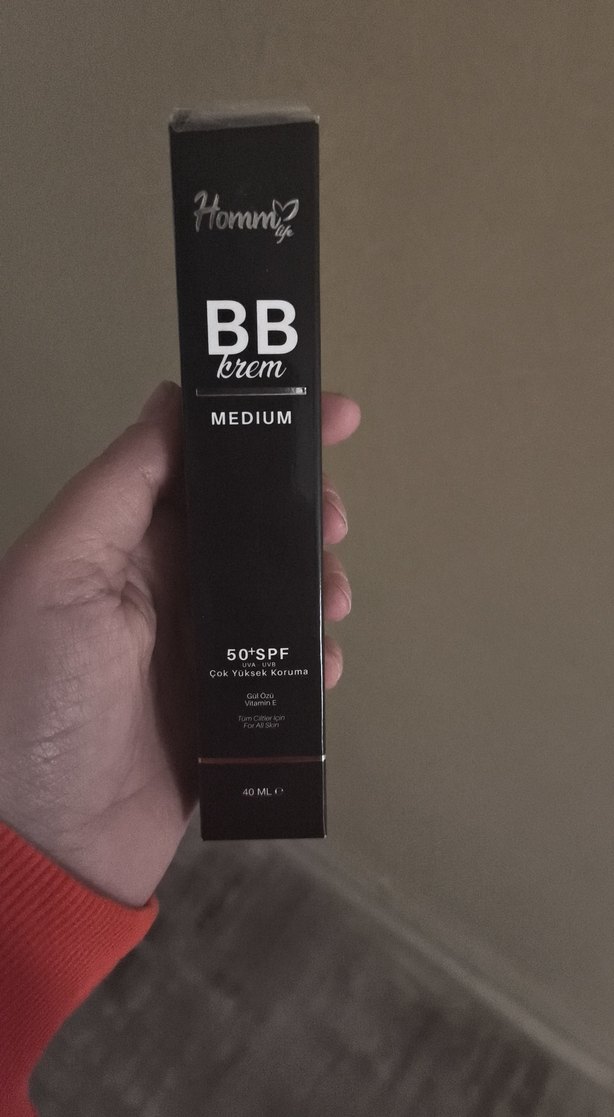 Homm
life
BB
krem
MEDIUM
50+SPF
UVA UVB
Çok Yüksek Koruma
Gül Özü
Vitamin E
Tüm Ciltler İçin
For All Skin
40 ML ℮